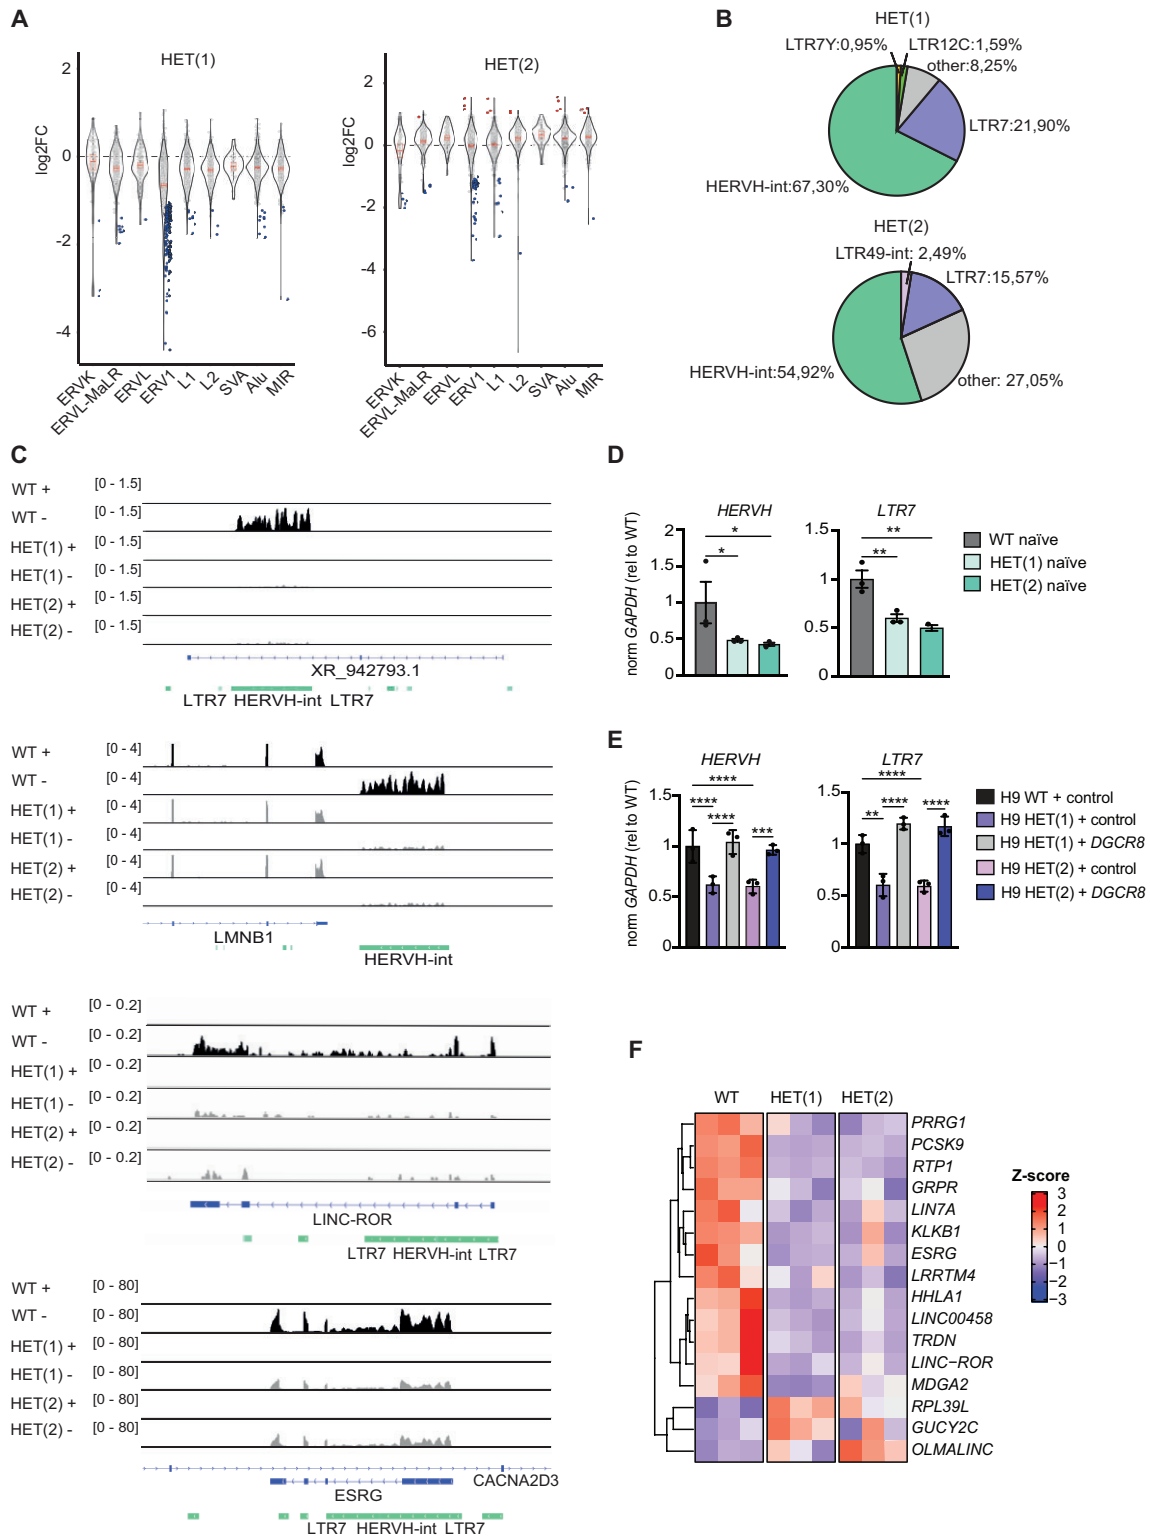 A
HET(1)
HET(2)
log2FC
2
0
-2
-4
ERVK
ERVL-MaLR
ERVL
ERV1
L1
L2
SVA
Alu
MIR
log2FC
2
0
-2
-4
-6
ERVK
ERVL-MaLR
ERVL
ERV1
L1
L2
SVA
Alu
MIR
B
HET(1)
LTR7Y:0,95%
LTR12C:1,59%
other:8,25%
LTR7:21,90%
HERVH-int:67,30%
HET(2)
LTR49-int: 2,49%
LTR7:15,57%
HERVH-int:54,92%
other: 27,05%
C
WT + [0 - 1.5]
WT - [0 - 1.5]
HET(1) + [0 - 1.5]
HET(1) - [0 - 1.5]
HET(2) + [0 - 1.5]
HET(2) - [0 - 1.5]
XR_942793.1
LTR7 HERVH-int LTR7
WT + [0 - 4]
WT - [0 - 4]
HET(1) + [0 - 4]
HET(1) - [0 - 4]
HET(2) + [0 - 4]
HET(2) - [0 - 4]
LMNB1
HERVH-int
WT + [0 - 0.2]
WT - [0 - 0.2]
HET(1) + [0 - 0.2]
HET(1) - [0 - 0.2]
HET(2) + [0 - 0.2]
HET(2) - [0 - 0.2]
LINC-ROR
LTR7 HERVH-int LTR7
WT + [0 - 80]
WT - [0 - 80]
HET(1) + [0 - 80]
HET(1) - [0 - 80]
HET(2) + [0 - 80]
HET(2) - [0 - 80]
CACNA2D3
ESRG
LTR7 HERVH-int LTR7
D
HERVH
norm GAPDH (rel to WT)
2
1.5
1
0.5
0
*
*
LTR7
1.5
1
0.5
0
**
**
WT naïve
HET(1) naïve
HET(2) naïve
E
HERVH
norm GAPDH (rel to WT)
1.5
1
0.5
0
****
****
****
***
LTR7
1.5
1
0.5
0
****
**
****
****
H9 WT + control
H9 HET(1) + control
H9 HET(1) + DGCR8
H9 HET(2) + control
H9 HET(2) + DGCR8
F
WT HET(1) HET(2)
PRRG1
PCSK9
RTP1
GRPR
LIN7A
KLKB1
ESRG
LRRTM4
HHLA1
LINC00458
TRDN
LINC−ROR
MDGA2
RPL39L
GUCY2C
OLMALINC
Z-score
3
2
1
0
−1
−2
−3